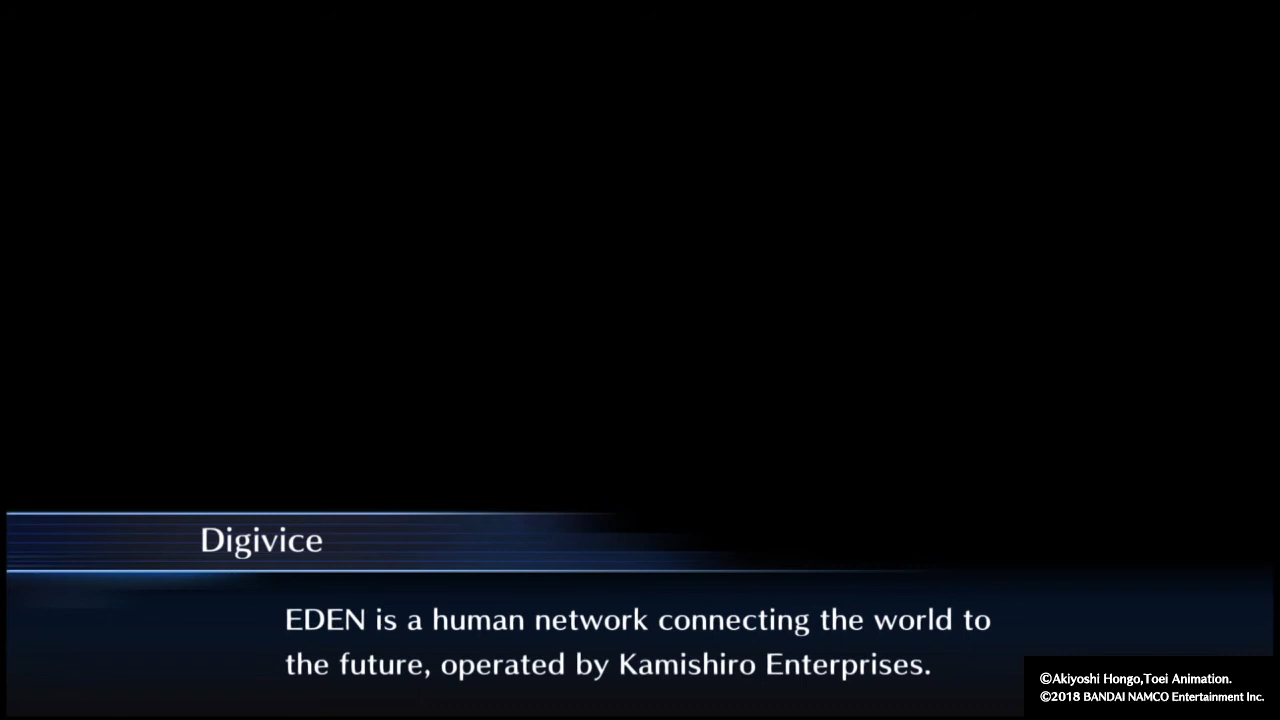 Digivice
EDEN is a human network connecting the world to
the future, operated by Kamishiro Enterprises.
©Akiyoshi Hongo,Toei Animation.
©2018 BANDAI NAMCO Entertainment Inc.